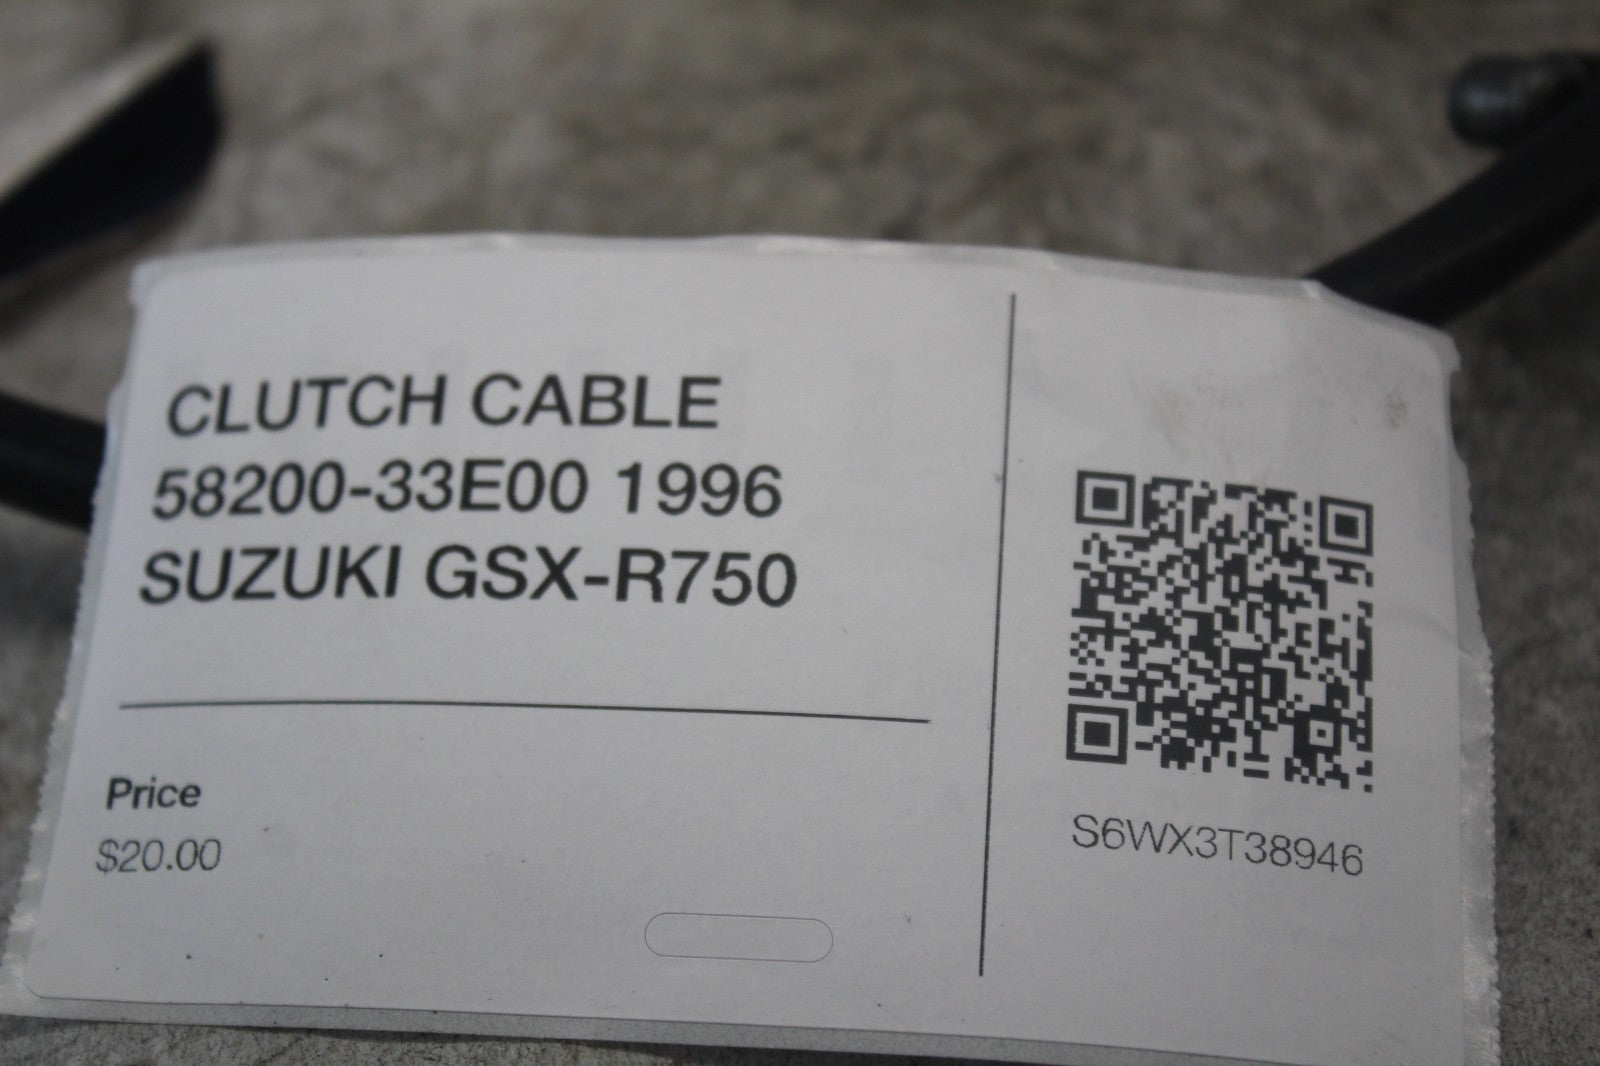 CLUTCH CABLE
58200-33E00 1996
SUZUKI GSX-R750
Price
$20.00
S6WX3T38946